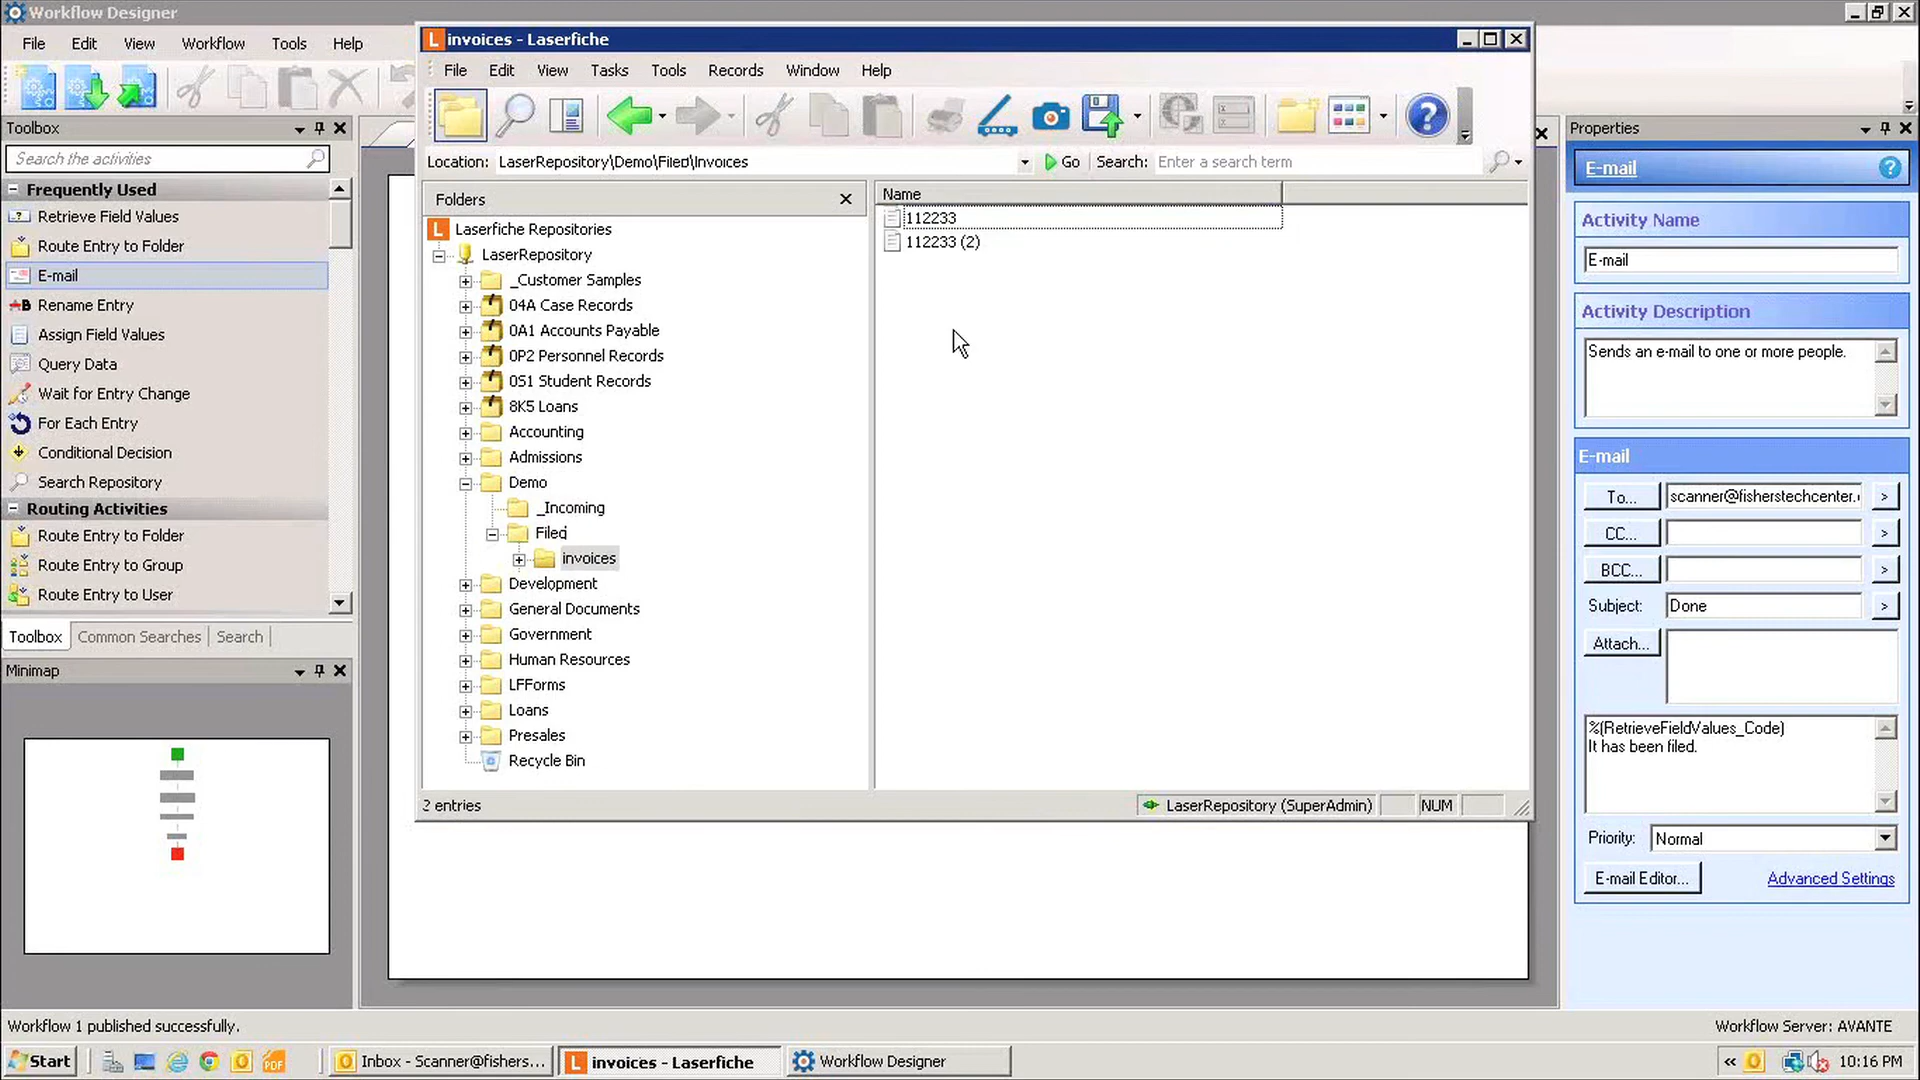 Workflow Designer
File Edit View Workflow Tools Help
Toolbox
Search the activities
Frequently Used
Retrieve Field Values
Route Entry to Folder
E-mail
Rename Entry
Assign Field Values
Query Data
Wait for Entry Change
For Each Entry
Conditional Decision
Search Repository
Routing Activities
Route Entry to Folder
Route Entry to Group
Route Entry to User
Toolbox Common Searches Search
Minimap
invoices - Laserfiche
File Edit View Tasks Tools Records Window Help
Location: LaserRepository\Demo\Filed\Invoices Go Search: Enter a search term
Folders
Laserfiche Repositories
LaserRepository
_Customer Samples
04A Case Records
0A1 Accounts Payable
0P2 Personnel Records
0S1 Student Records
8K5 Loans
Accounting
Admissions
Demo
_Incoming
Filed
invoices
Development
General Documents
Government
Human Resources
LFForms
Loans
Presales
Recycle Bin
Name
112233
112233 (2)
2 entries
LaserRepository (SuperAdmin) NUM
Properties
E-mail
Activity Name
E-mail
Activity Description
Sends an e-mail to one or more people.
E-mail
To... scanner@fisherstechcenter. >
CC... >
BCC... >
Subject: Done >
Attach...
%(RetrieveFieldValues_Code)
It has been filed.
Priority: Normal
E-mail Editor... Advanced Settings
Workflow 1 published successfully.
Workflow Server: AVANTE
Start PDF Inbox - Scanner@fishers... invoices - Laserfiche Workflow Designer « 10:16 PM